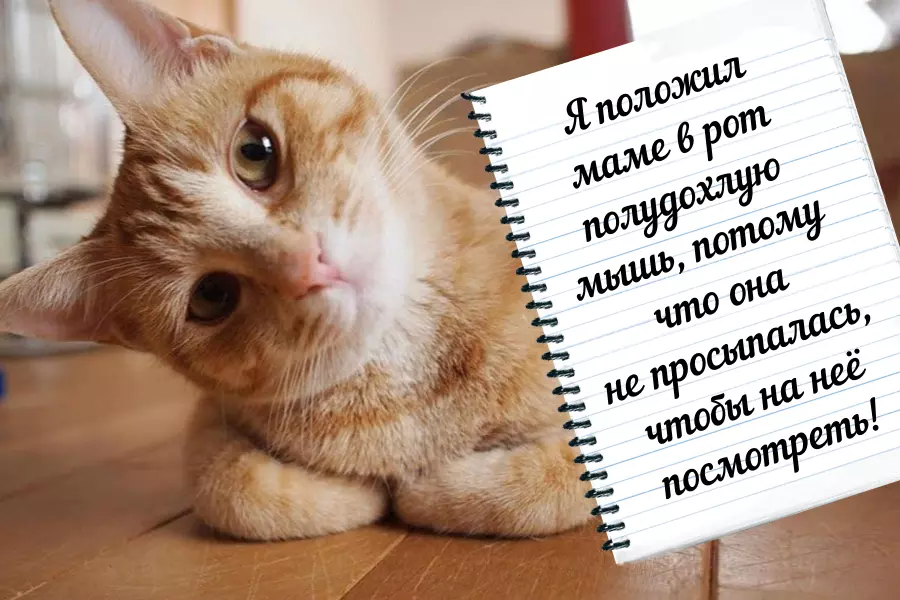 Я положил
маме в рот
полудохлую
мышь, потому
что она
не просыпалась,
чтобы на неё
посмотреть!